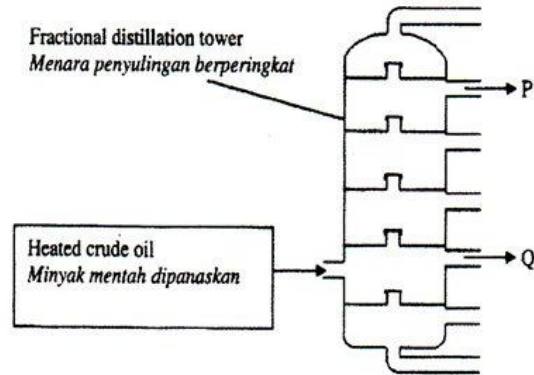 Fractional distillation tower
Menara penyulingan berperingkat
P
Heated crude oil
Minyak mentah dipanaskan
Q